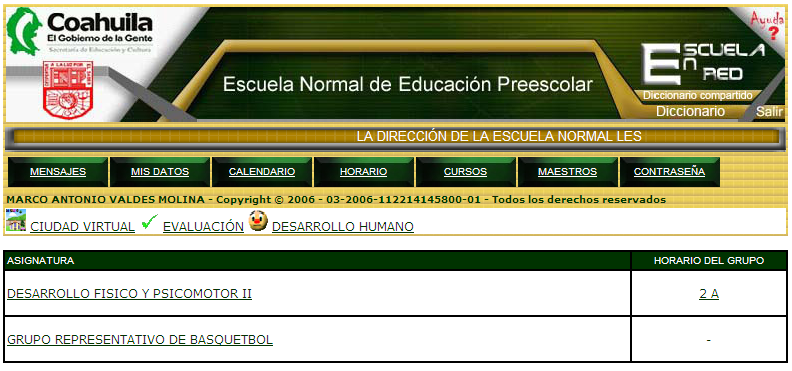 Coahuila
El Gobierno de la Gente
Secretaría de Educación y Cultura
Ayuda
?
Escuela Normal de Educación Preescolar
ESCUELA
EN
RED
Diccionario compartido
Diccionario
Salir
LA DIRECCIÓN DE LA ESCUELA NORMAL LES
MENSAJES MIS DATOS CALENDARIO HORARIO CURSOS MAESTROS CONTRASEÑA
MARCO ANTONIO VALDES MOLINA - Copyright © 2006 - 03-2006-112214145800-01 - Todos los derechos reservados
CIUDAD VIRTUAL EVALUACIÓN DESARROLLO HUMANO
ASIGNATURA HORARIO DEL GRUPO
DESARROLLO FISICO Y PSICOMOTOR II 2 A
GRUPO REPRESENTATIVO DE BASQUETBOL -